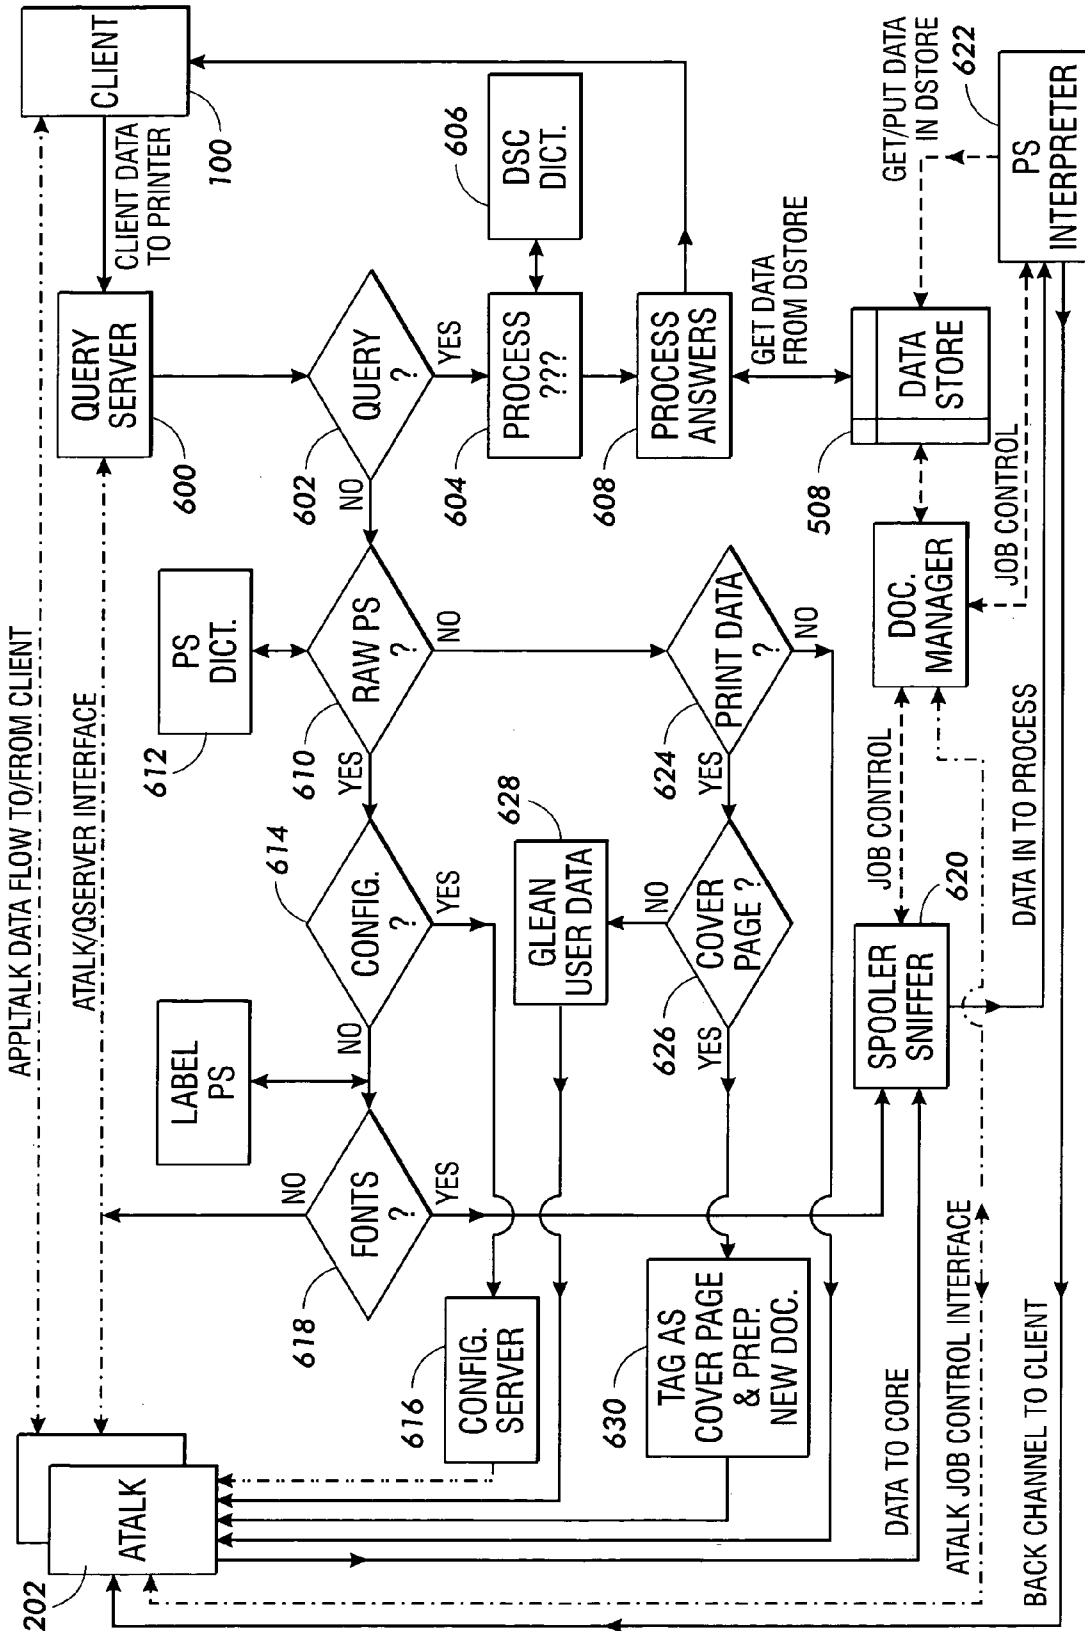 APPLTALK DATA FLOW TO/FROM CLIENT
ATALK/QSERVER INTERFACE
202
ATALK
CLIENT
100
CLIENT DATA
TO PRINTER
QUERY
SERVER
600
LABEL
PS
PS
DICT.
612
NO
FONTS
?
618
YES
NO
CONFIG.
?
614
YES
YES
RAW PS
?
610
NO
NO
QUERY
?
602
YES
PROCESS
???
604
DSC
DICT.
606
PROCESS
ANSWERS
608
GET DATA
FROM DSTORE
CONFIG.
SERVER
616
GLEAN
USER DATA
628
NO
TAG AS
COVER PAGE
& PREP.
NEW DOC.
630
YES
COVER
PAGE ?
626
YES
PRINT DATA
?
624
NO
DATA TO CORE
SPOOLER
SNIFFER
620
JOB CONTROL
DOC.
MANAGER
DATA
STORE
508
GET/PUT DATA
IN DSTORE
ATALK JOB CONTROL INTERFACE
DATA IN TO PROCESS
JOB CONTROL
PS
INTERPRETER
622
BACK CHANNEL TO CLIENT